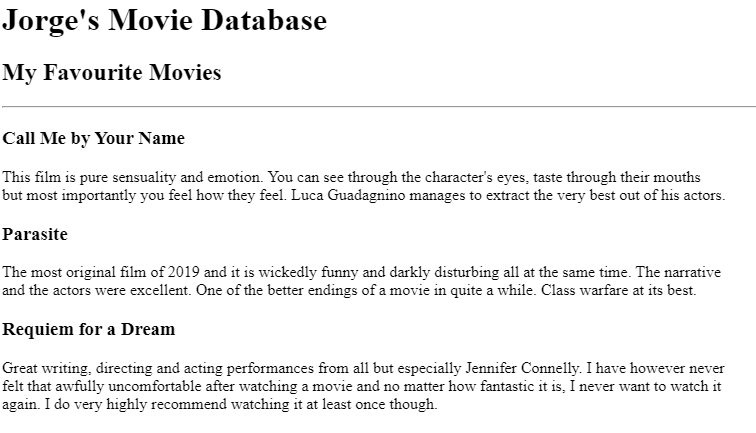 Jorge's Movie Database
My Favourite Movies
Call Me by Your Name
This film is pure sensuality and emotion. You can see through the character's eyes, taste through their mouths
but most importantly you feel how they feel. Luca Guadagnino manages to extract the very best out of his actors.
Parasite
The most original film of 2019 and it is wickedly funny and darkly disturbing all at the same time. The narrative
and the actors were excellent. One of the better endings of a movie in quite a while. Class warfare at its best.
Requiem for a Dream
Great writing, directing and acting performances from all but especially Jennifer Connelly. I have however never
felt that awfully uncomfortable after watching a movie and no matter how fantastic it is, I never want to watch it
again. I do very highly recommend watching it at least once though.